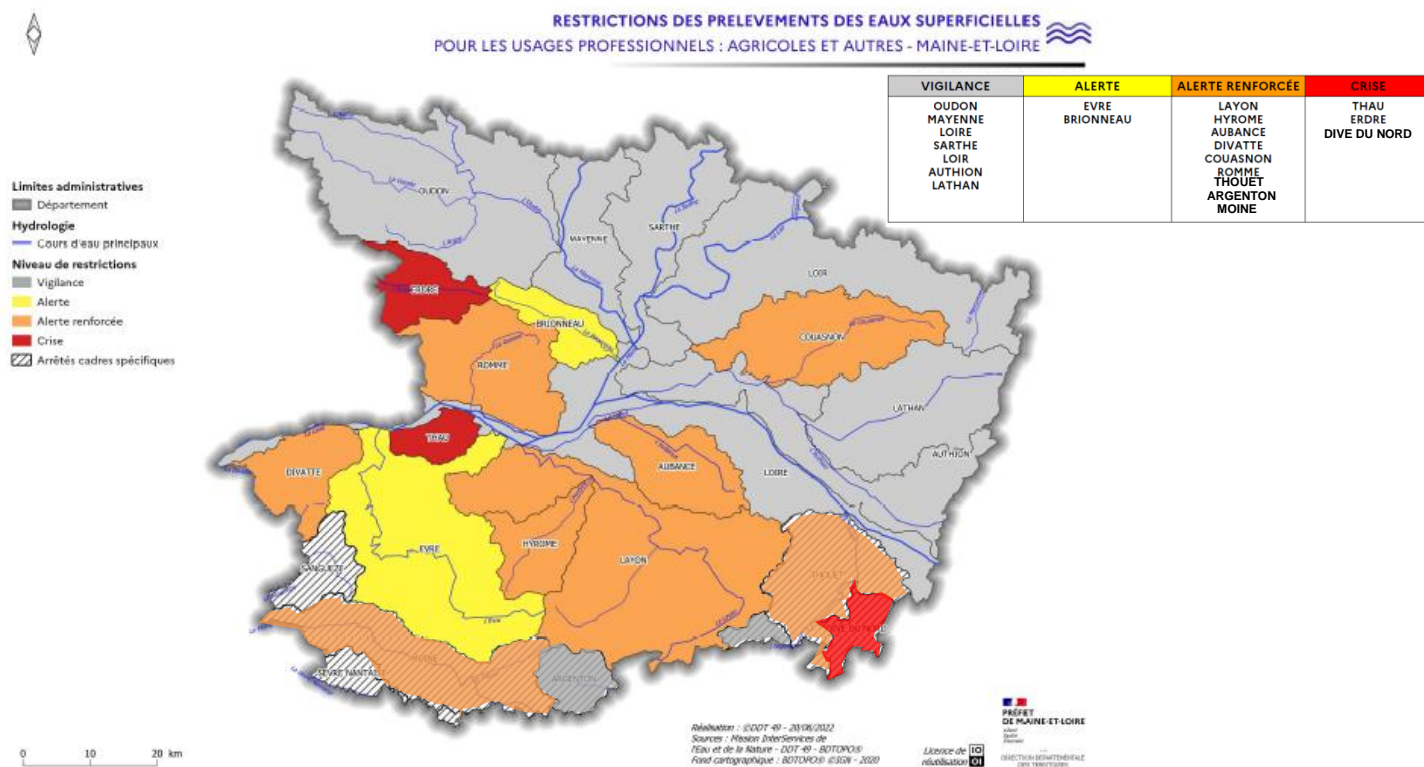 RESTRICTIONS DES PRELEVEMENTS DES EAUX SUPERFICIELLES
POUR LES USAGES PROFESSIONNELS : AGRICOLES ET AUTRES - MAINE-ET-LOIRE
VIGILANCE
OUDON
MAYENNE
LOIRE
SARTHE
LOIR
AUTHION
LATHAN
ALERTE
EVRE
BRIONNEAU
ALERTE RENFORCÉE
LAYON
HYROME
AUBANCE
DIVATTE
COUASNON
ROMME
THOUET
ARGENTON
MOINE
CRISE
THAU
ERDRE
DIVE DU NORD
Limites administratives
Département
Hydrologie
Cours d'eau principaux
Niveau de restrictions
Vigilance
Alerte
Alerte renforcée
Crise
Arrêtés cadres spécifiques
OUDON
MAYENNE
SARTHE
LOIR
ERDRE
BRIONNEAU
COUASNON
ROMME
LATHAN
THAU
AUTHION
DIVATTE
AUBANCE
LOIRE
EVRE
HYROME
LAYON
SANGUEZE
THOUET
SEVRE NANTAISE
ARGENTON
0 10 20 km
Réalisation : ©DDT 49 - 20/06/2022
Sources : Mission InterServices de
l'Eau et de la Nature - DDT 49 - BDTOPO®
Fond cartographique : BDTOPO® ©IGN - 2020
Licence de
réutilisation
PRÉFET
DE MAINE-ET-LOIRE
DIRECTION DÉPARTEMENTALE
DES TERRITOIRES